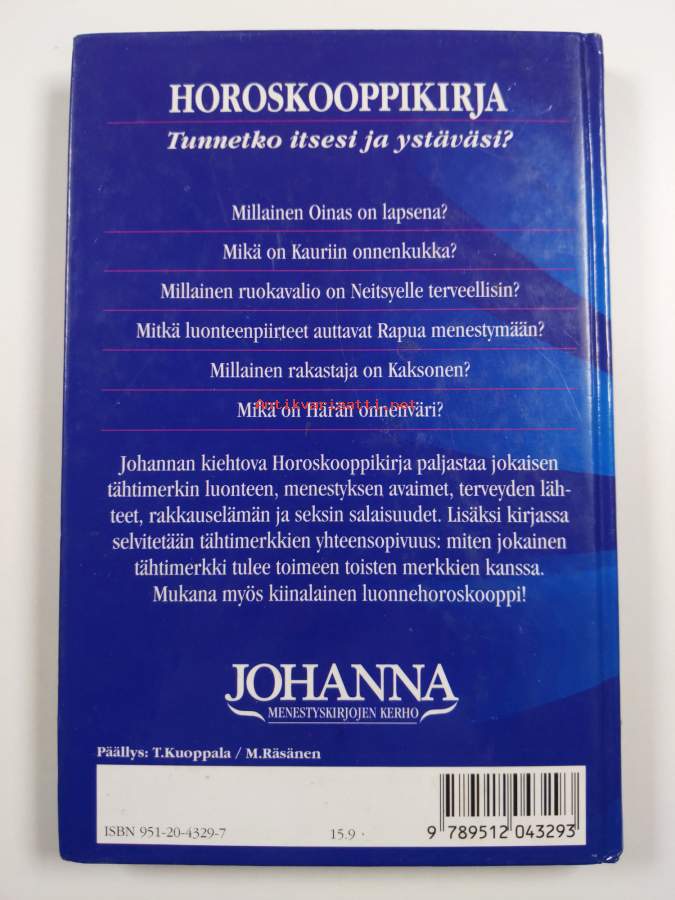 HOROSKOOPPIKIRJA
Tunnetko itsesi ja ystäväsi?
Millainen Oinas on lapsena?
Mikä on Kauriin onnenkukka?
Millainen ruokavalio on Neitsyelle terveellisin?
Mitkä luonteenpiirteet auttavat Rapua menestymään?
Millainen rakastaja on Kaksonen?
Antikvariaatti.net
Mikä on Härän onnenväri?
Johannan kiehtova Horoskooppikirja paljastaa jokaisen
tähtimerkin luonteen, menestyksen avaimet, terveyden läh-
teet, rakkauselämän ja seksin salaisuudet. Lisäksi kirjassa
selvitetään tähtimerkkien yhteensopivuus: miten jokainen
tähtimerkki tulee toimeen toisten merkkien kanssa.
Mukana myös kiinalainen luonnehoroskooppi!
JOHANNA
MENESTYSKIRJOJEN KERHO
Päällys: T.Kuoppala / M.Räsänen
ISBN 951-20-4329-7 15.9
9 789512 043293